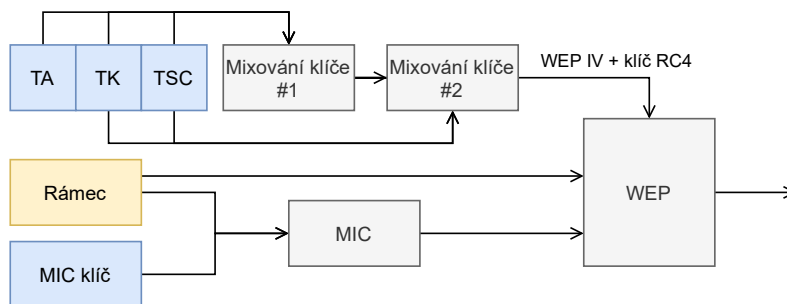 TA
TK
TSC
Mixování klíče
#1
Mixování klíče
#2
WEP IV + klíč RC4
Rámec
MIC klíč
MIC
WEP